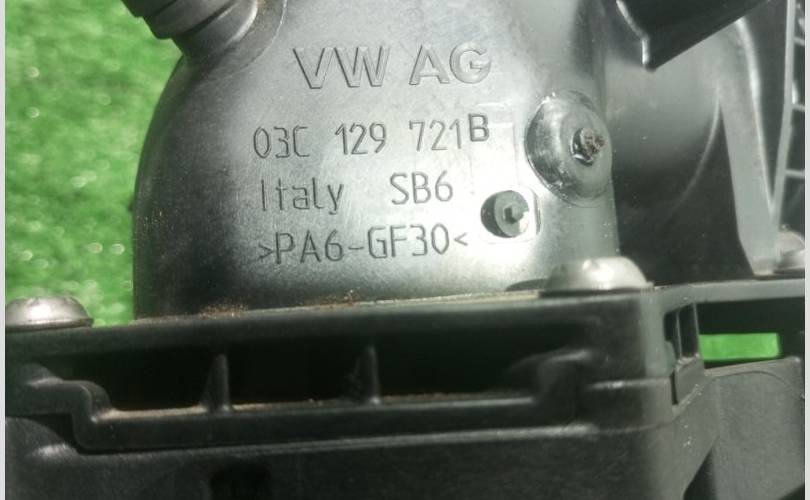 VW AG
03C 129 721B
Italy SB6
>PA6-GF30<